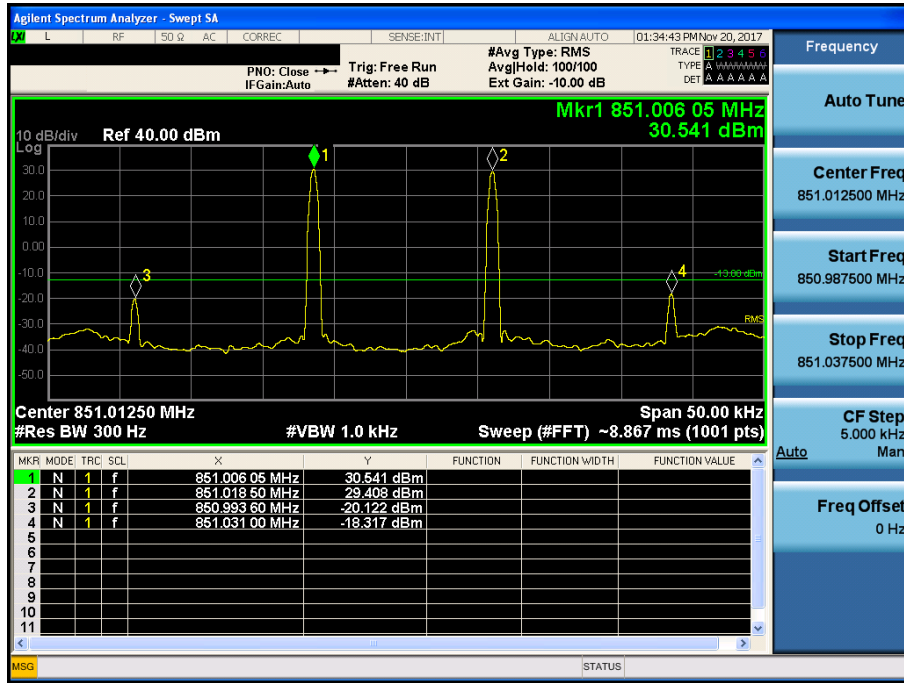 Agilent Spectrum Analyzer - Swept SA
LXI L RF 50 Ω AC CORREC SENSE:INT ALIGN AUTO 01:34:43 PM Nov 20, 2017
PNO: Close
IFGain:Auto
Trig: Free Run
#Atten: 40 dB
#Avg Type: RMS
Avg|Hold: 100/100
Ext Gain: -10.00 dB
TRACE 1 2 3 4 5 6
TYPE A WWWWW
DET A A A A A A
Mkr1 851.006 05 MHz
30.541 dBm
10 dB/div Ref 40.00 dBm
Log
30.0
20.0
10.0
0.00
-10.0
-20.0
-30.0
-40.0
-50.0
1
2
3
4
-13.00 dBm
RMS
Center 851.01250 MHz Span 50.00 kHz
#Res BW 300 Hz #VBW 1.0 kHz Sweep (#FFT) ~8.867 ms (1001 pts)
MKR MODE TRC SCL X Y FUNCTION FUNCTION WIDTH FUNCTION VALUE
1 N 1 f 851.006 05 MHz 30.541 dBm
2 N 1 f 851.018 50 MHz 29.408 dBm
3 N 1 f 850.993 60 MHz -20.122 dBm
4 N 1 f 851.031 00 MHz -18.317 dBm
5
6
7
8
9
10
11
MSG STATUS
Frequency
Auto Tune
Center Freq
851.012500 MHz
Start Freq
850.987500 MHz
Stop Freq
851.037500 MHz
CF Step
5.000 kHz
Auto Man
Freq Offset
0 Hz